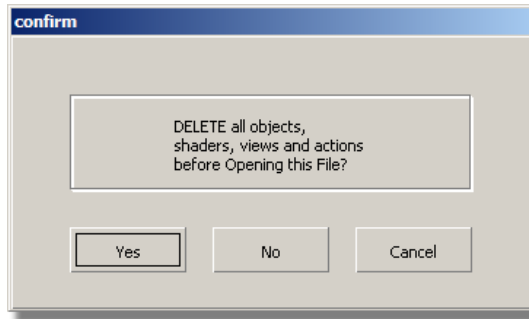 confirm
DELETE all objects,
shaders, views and actions
before Opening this File?
Yes
No
Cancel